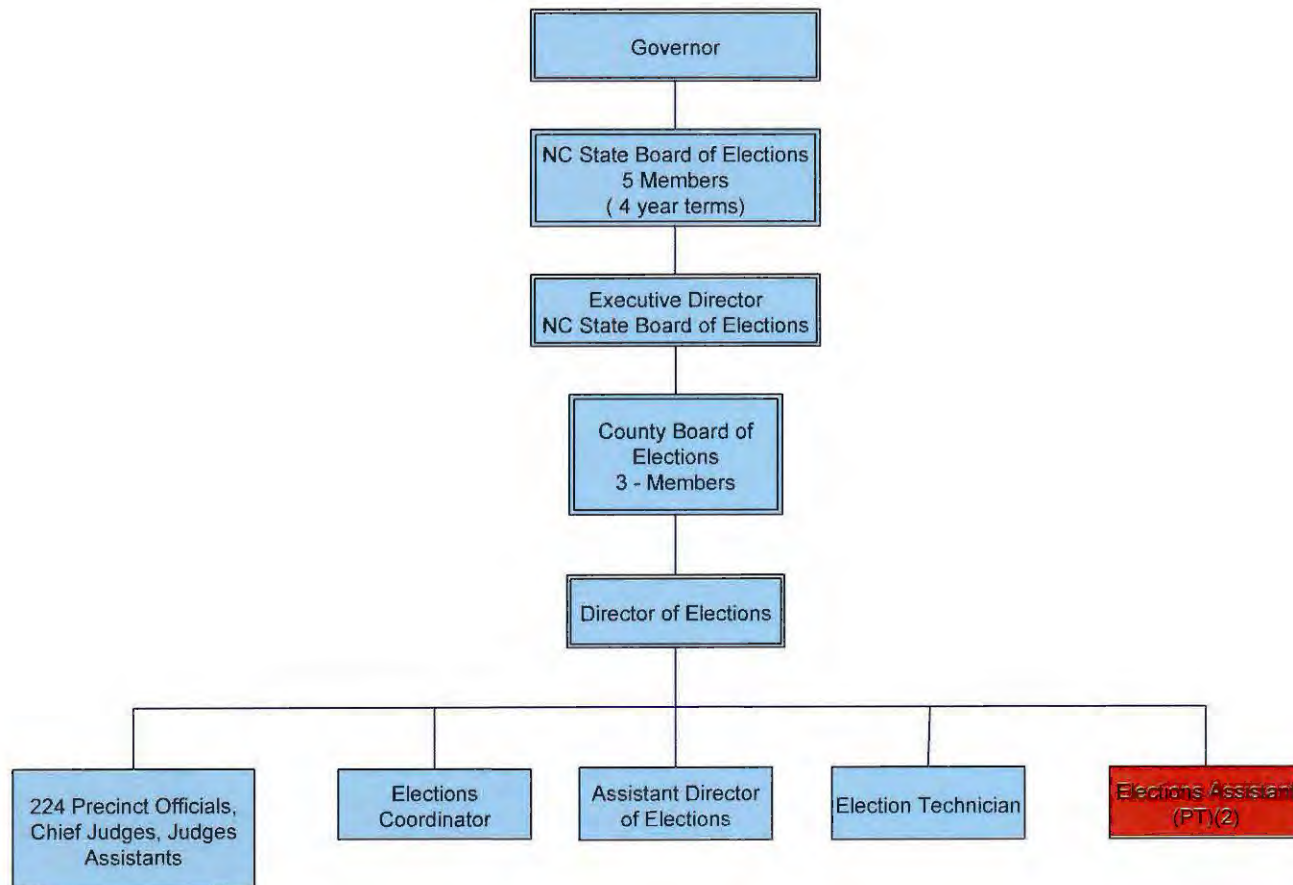 Governor
NC State Board of Elections
5 Members
( 4 year terms)
Executive Director
NC State Board of Elections
County Board of
Elections
3 - Members
Director of Elections
224 Precinct Officials,
Chief Judges, Judges
Assistants
Elections
Coordinator
Assistant Director
of Elections
Election Technician
Elections Assistant
(PT)(2)